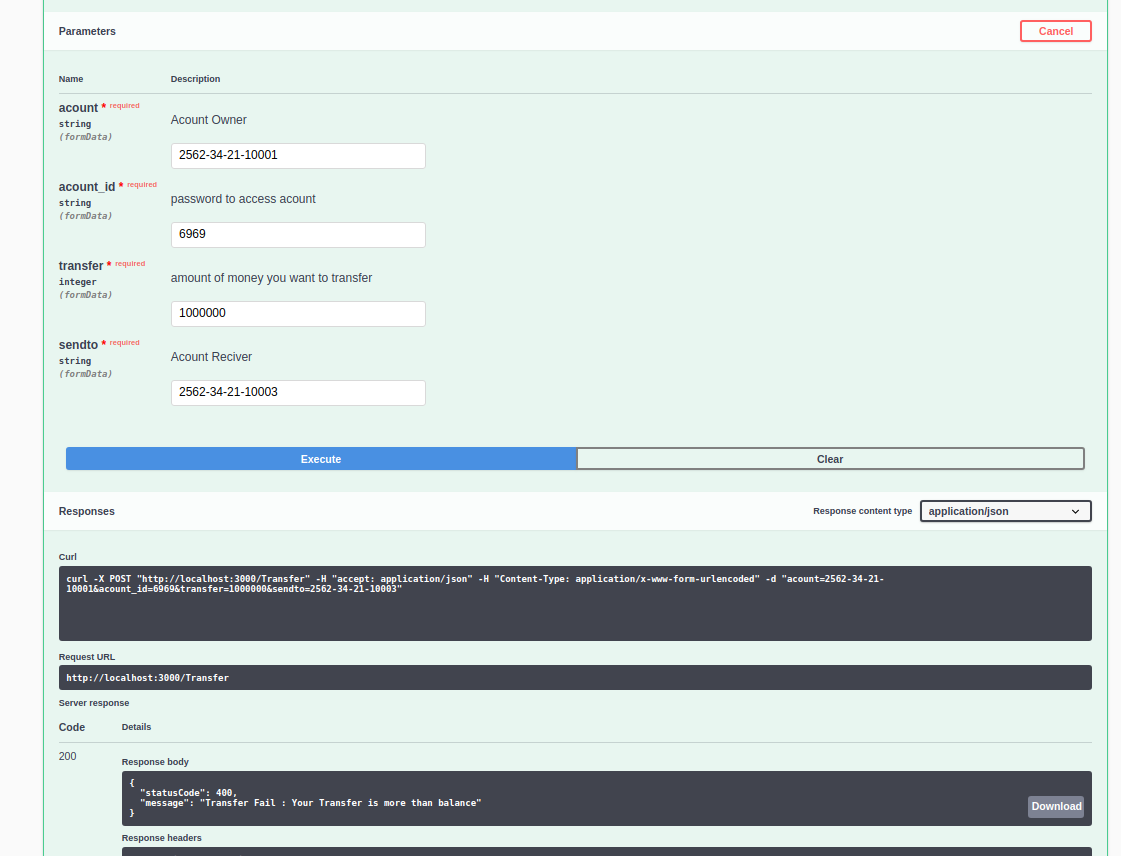 Parameters
Cancel
Name Description
acount * required
string
(formData)
Acount Owner
2562-34-21-10001
acount_id * required
string
(formData)
password to access acount
6969
transfer * required
integer
(formData)
amount of money you want to transfer
1000000
sendto * required
string
(formData)
Acount Reciver
2562-34-21-10003
Execute Clear
Responses Response content type application/json
Curl
curl -X POST "http://localhost:3000/Transfer" -H "accept: application/json" -H "Content-Type: application/x-www-form-urlencoded" -d "acount=2562-34-21-
10001&acount_id=6969&transfer=1000000&sendto=2562-34-21-10003"
Request URL
http://localhost:3000/Transfer
Server response
Code Details
200
Response body
{
"statusCode": 400,
"message": "Transfer Fail : Your Transfer is more than balance"
}
Download
Response headers